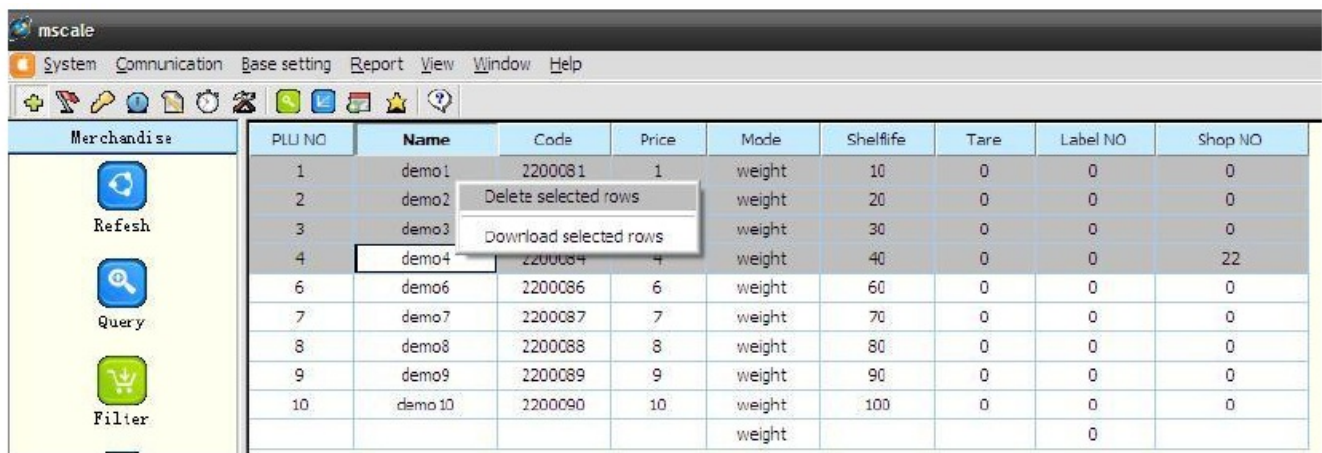 mscale
System Communication Base setting Report View Window Help
Merchandise
PLU NO Name Code Price Mode Shelflife Tare Label NO Shop NO
1 demo1 2200081 1 weight 10 0 0 0
2 demo2 weight 20 0 0 0
Delete selected rows
Refesh
3 demo3 weight 30 0 0 0
Download selected rows
4 demo4 2200084 4 weight 40 0 0 22
6 demo6 2200086 6 weight 60 0 0 0
Query
7 demo7 2200087 7 weight 70 0 0 0
8 demo8 2200088 8 weight 80 0 0 0
9 demo9 2200089 9 weight 90 0 0 0
10 demo10 2200090 10 weight 100 0 0 0
Filter
weight 0